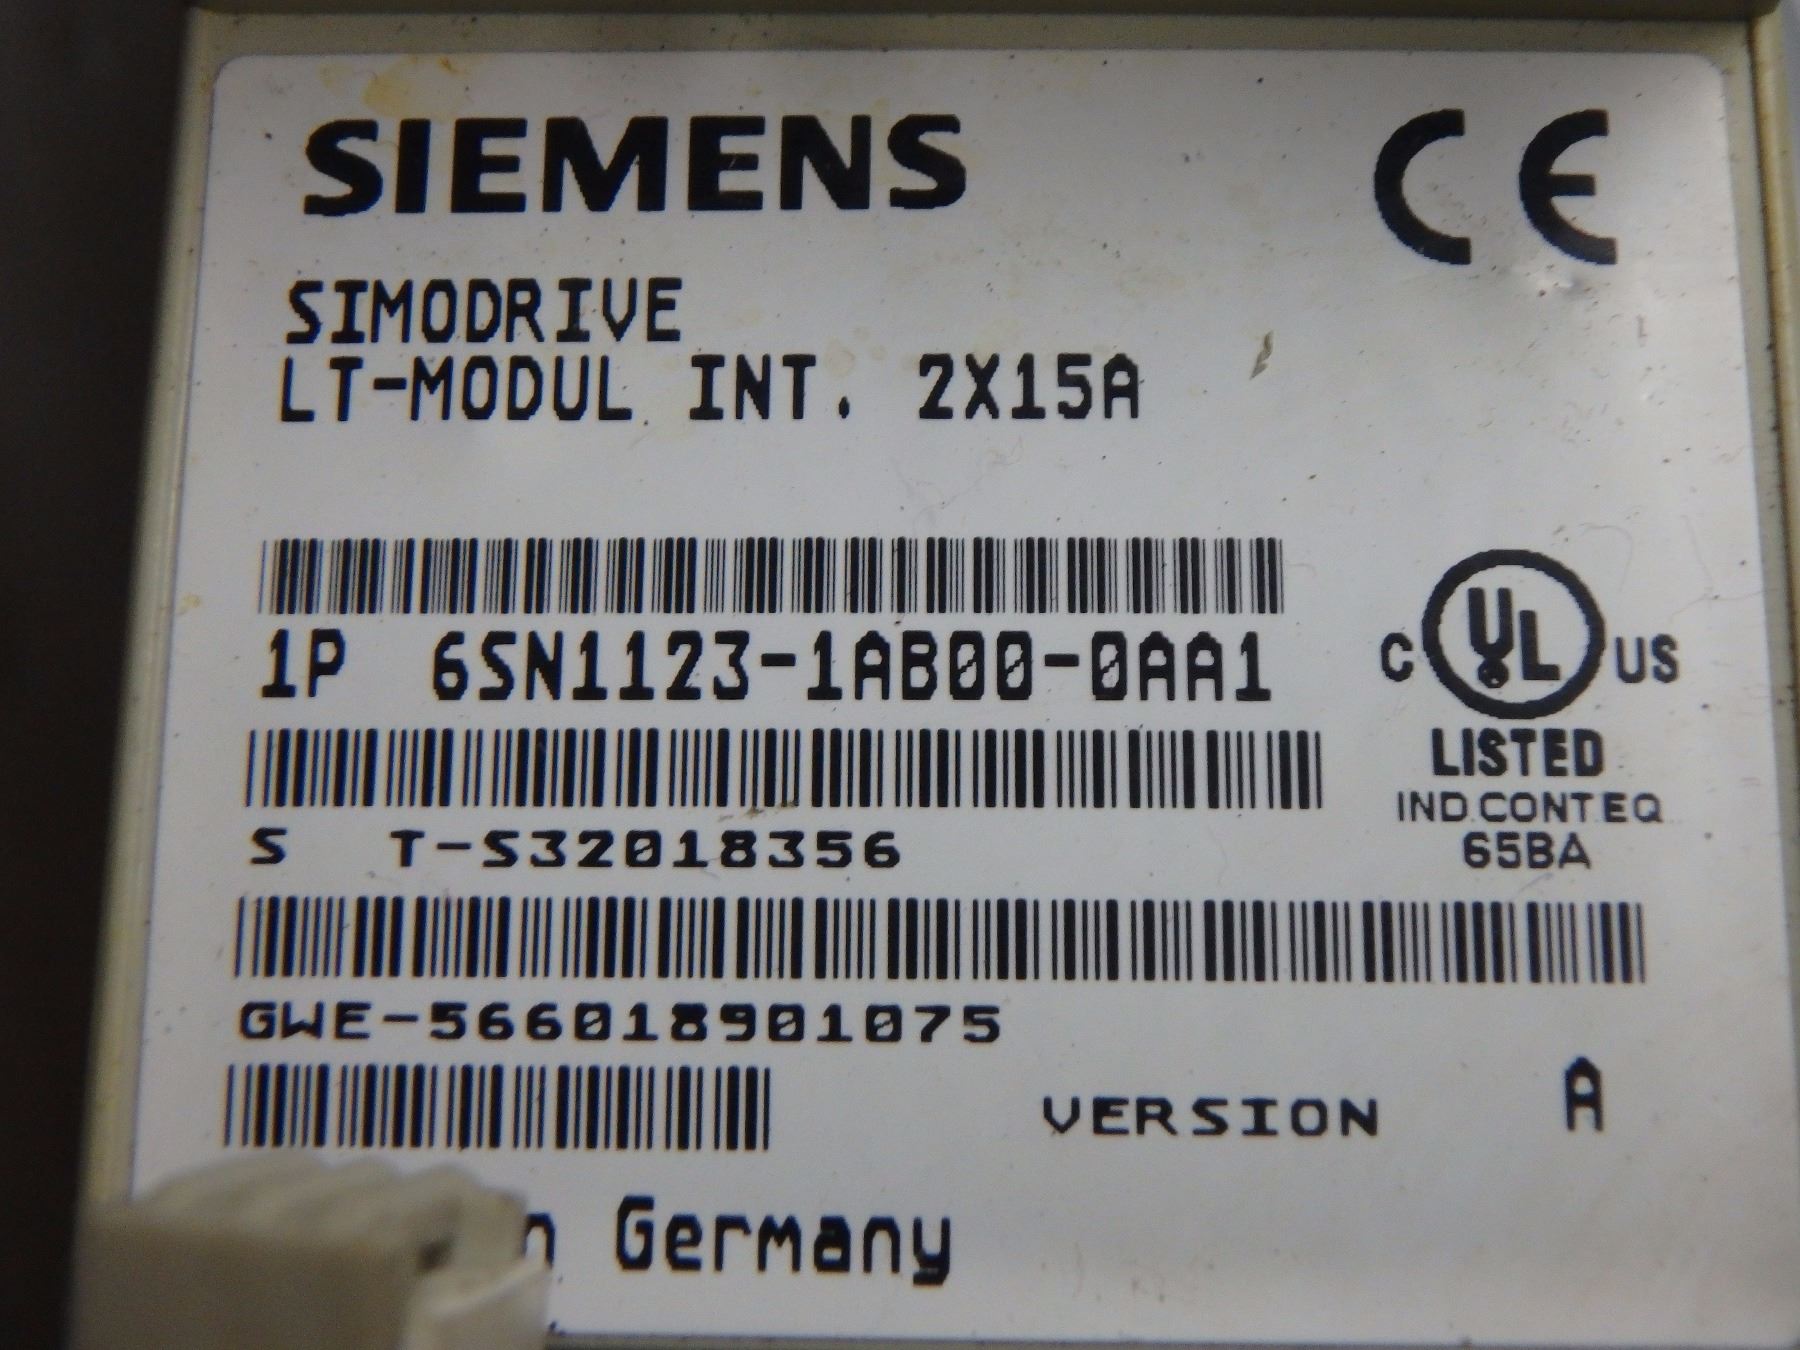 SIEMENS
CE
SIMODRIVE
LT-MODUL INT. 2X15A
1P 6SN1123-1AB00-0AA1
C UL US
LISTED
IND.CONT.EQ
65BA
S T-S32018356
GWE-566018901075
VERSION A
Germany